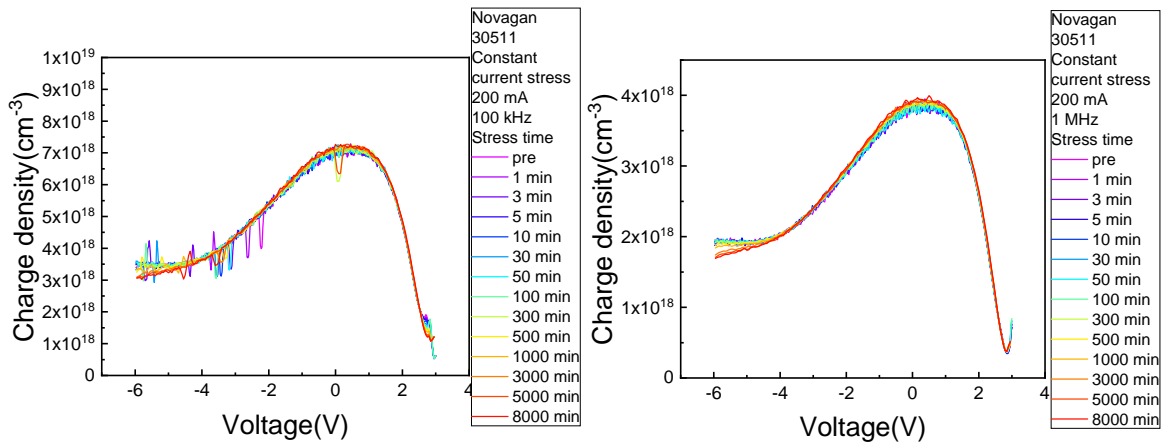 Charge density(cm-3)
1x10^19
9x10^18
8x10^18
7x10^18
6x10^18
5x10^18
4x10^18
3x10^18
2x10^18
1x10^18
0
-6 -4 -2 0 2 4
Voltage(V)
Novagan
30511
Constant
current stress
200 mA
100 kHz
Stress time
pre
1 min
3 min
5 min
10 min
30 min
50 min
100 min
300 min
500 min
1000 min
3000 min
5000 min
8000 min
Charge density(cm-3)
4x10^18
3x10^18
2x10^18
1x10^18
0
-6 -4 -2 0 2 4
Voltage(V)
Novagan
30511
Constant
current stress
200 mA
1 MHz
Stress time
pre
1 min
3 min
5 min
10 min
30 min
50 min
100 min
300 min
500 min
1000 min
3000 min
5000 min
8000 min